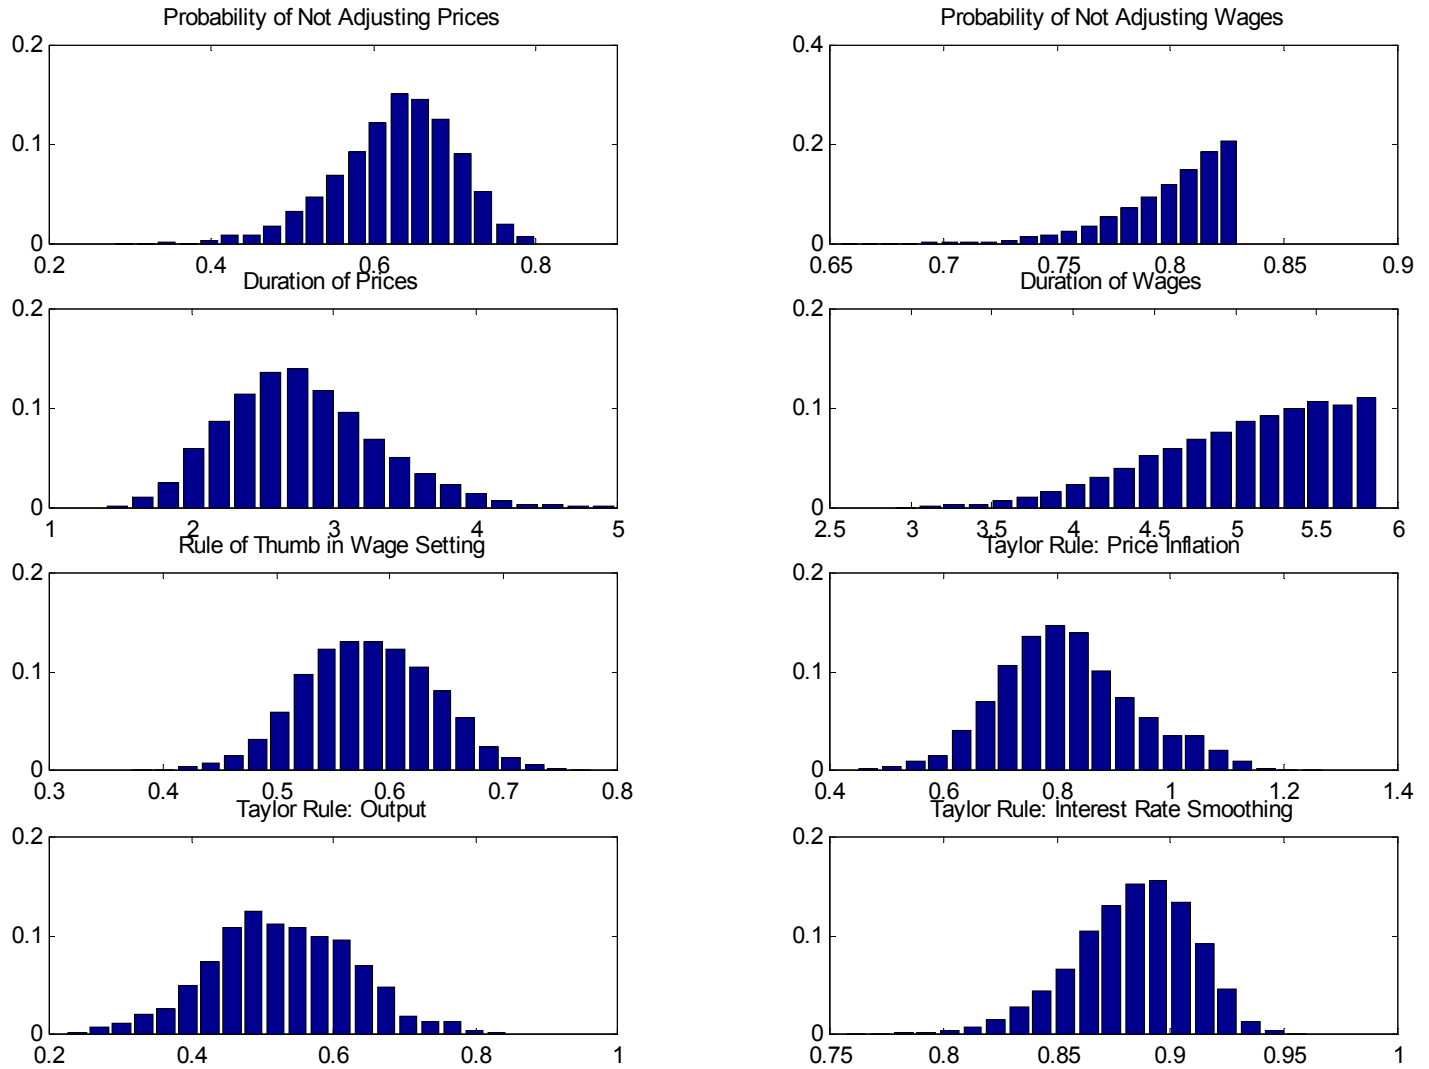 Probability of Not Adjusting Prices
0.2
0.1
0
0.2 0.4 0.6 0.8
Probability of Not Adjusting Wages
0.4
0.2
0
0.65 0.7 0.75 0.8 0.85 0.9
Duration of Prices
0.2
0.1
0
1 2 3 4 5
Duration of Wages
0.2
0.1
0
2.5 3 3.5 4 4.5 5 5.5 6
Rule of Thumb in Wage Setting
0.2
0.1
0
0.3 0.4 0.5 0.6 0.7 0.8
Taylor Rule: Price Inflation
0.2
0.1
0
0.4 0.6 0.8 1 1.2 1.4
Taylor Rule: Output
0.2
0.1
0
0.2 0.4 0.6 0.8 1
Taylor Rule: Interest Rate Smoothing
0.2
0.1
0
0.75 0.8 0.85 0.9 0.95 1